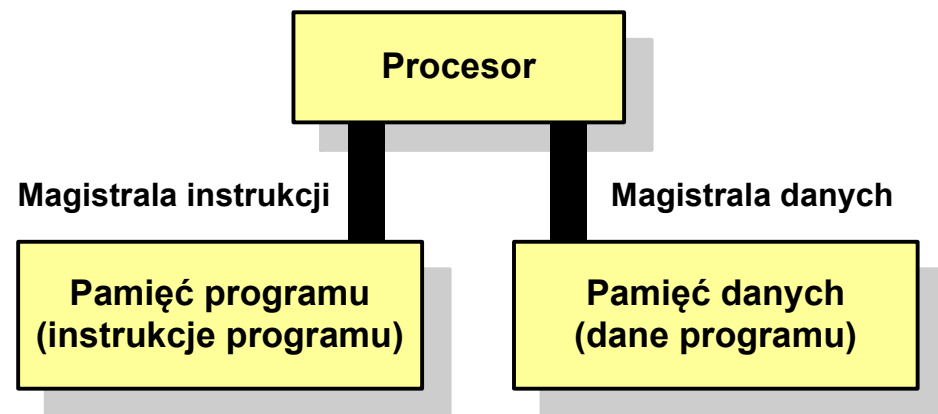 Procesor
Magistrala instrukcji
Magistrala danych
Pamięć programu
(instrukcje programu)
Pamięć danych
(dane programu)